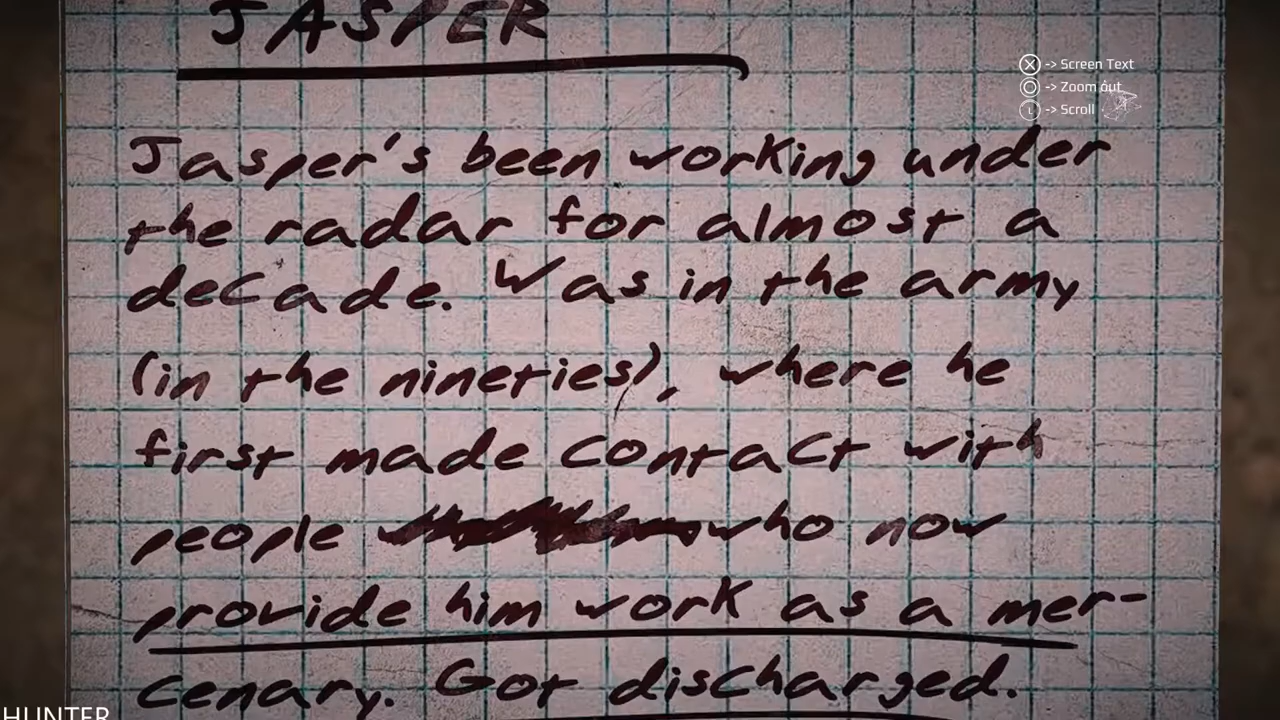 JASPER
Ⓧ -> Screen Text
◯ -> Zoom out
Ⓛ -> Scroll
Jasper's been working under
the radar for almost a
decade. Was in the army
(in the nineties), where he
first made contact with
people who now
provide him work as a mer-
cenary. Got discharged.
HUNTER